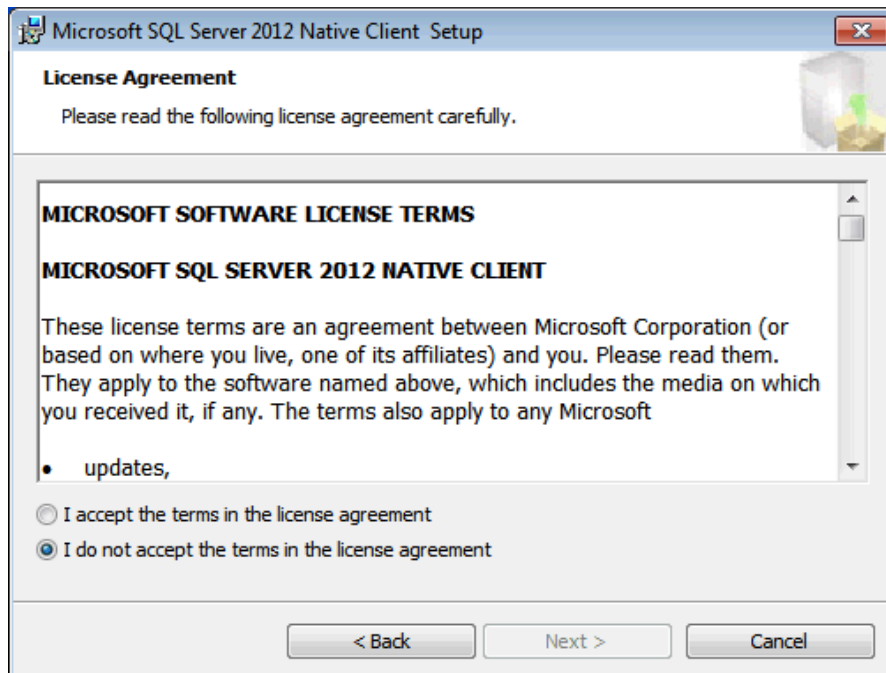 Microsoft SQL Server 2012 Native Client  Setup
License Agreement
Please read the following license agreement carefully.
MICROSOFT SOFTWARE LICENSE TERMS
MICROSOFT SQL SERVER 2012 NATIVE CLIENT
These license terms are an agreement between Microsoft Corporation (or
based on where you live, one of its affiliates) and you. Please read them.
They apply to the software named above, which includes the media on which
you received it, if any. The terms also apply to any Microsoft
• updates,
I accept the terms in the license agreement
I do not accept the terms in the license agreement
< Back
Next >
Cancel